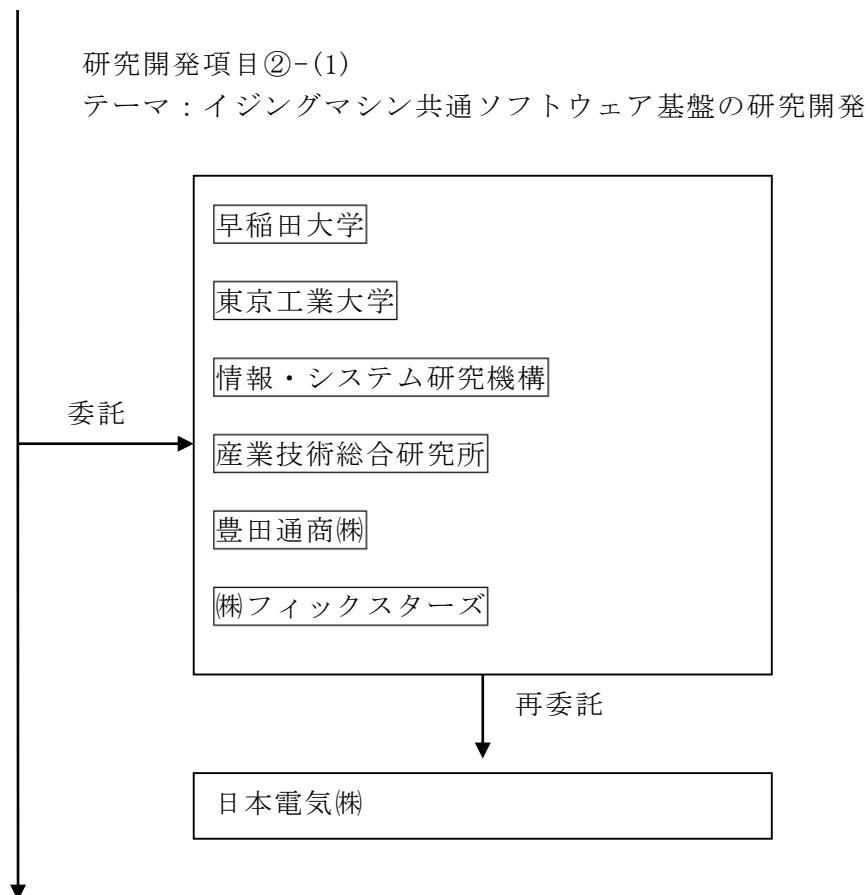 研究開発項目②-(1)
テーマ：イジングマシン共通ソフトウェア基盤の研究開発
早稲田大学
東京工業大学
情報・システム研究機構
委託
産業技術総合研究所
豊田通商㈱
㈱フィックスターズ
再委託
日本電気㈱